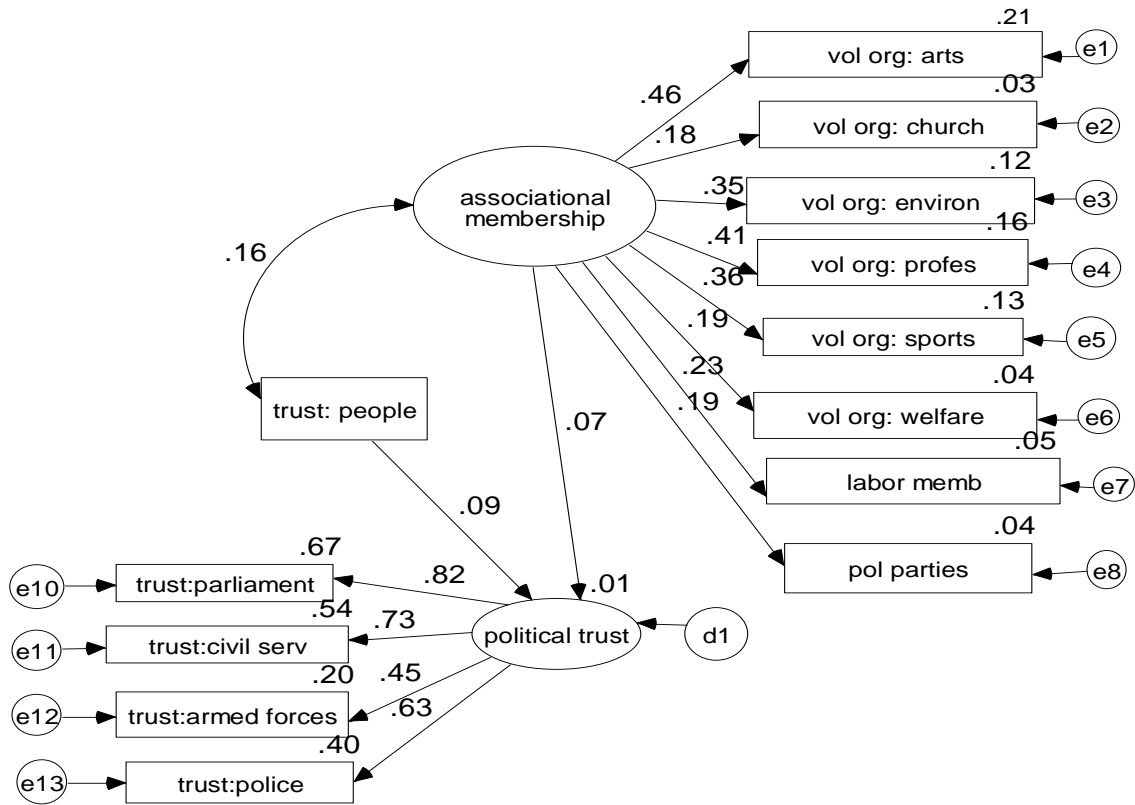 .21
vol org: arts
e1
.46
.03
vol org: church
e2
.18
.12
associational
membership
.35
vol org: environ
e3
.16
.41
vol org: profes
e4
.16
.36
.13
vol org: sports
e5
.19
.04
vol org: welfare
e6
.23
.19
.05
trust: people
.07
labor memb
e7
.09
.04
pol parties
e8
.67
e10
trust:parliament
.82
.01
.54
e11
trust:civil serv
.73
political trust
d1
.20
e12
trust:armed forces
.45
.63
.40
e13
trust:police